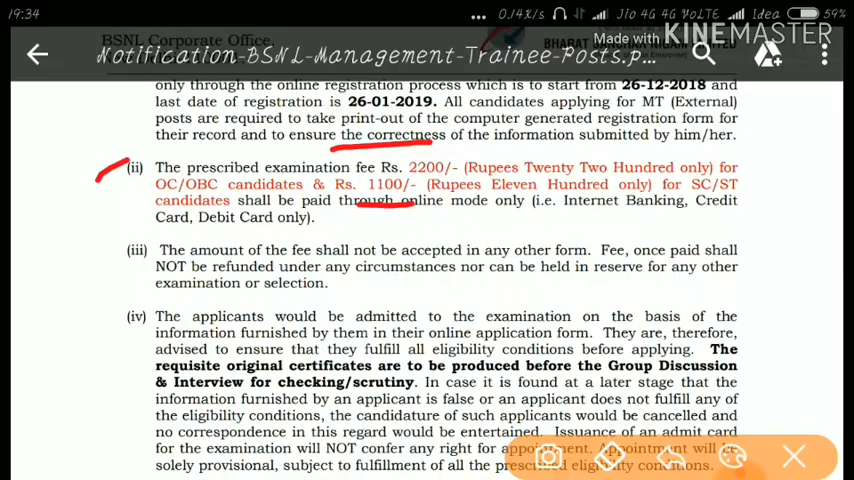 19:34
... 0.14K/s Jio 4G 4G VoLTE Idea 59%
Made with KINEMASTER
BSNL Corporate Office,
BHARAT SANCHAR NIGAM LIMITED
Notification-BSNL-Management-Trainee-Posts.p...
only through the online registration process which is to start from 26-12-2018 and
last date of registration is 26-01-2019. All candidates applying for MT (External)
posts are required to take print-out of the computer generated registration form for
their record and to ensure the correctness of the information submitted by him/her.
(ii) The prescribed examination fee Rs. 2200/- (Rupees Twenty Two Hundred only) for
OC/OBC candidates & Rs. 1100/- (Rupees Eleven Hundred only) for SC/ST
candidates shall be paid through online mode only (i.e. Internet Banking, Credit
Card, Debit Card only).
(iii) The amount of the fee shall not be accepted in any other form. Fee, once paid shall
NOT be refunded under any circumstances nor can be held in reserve for any other
examination or selection.
(iv) The applicants would be admitted to the examination on the basis of the
information furnished by them in their online application form. They are, therefore,
advised to ensure that they fulfill all eligibility conditions before applying. The
requisite original certificates are to be produced before the Group Discussion
& Interview for checking/scrutiny. In case it is found at a later stage that the
information furnished by an applicant is false or an applicant does not fulfill any of
the eligibility conditions, the candidature of such applicants would be cancelled and
no correspondence in this regard would be entertained. Issuance of an admit card
for the examination will NOT confer any right for appointment. Appointment will be
solely provisional, subject to fulfillment of all the prescribed eligibility conditions.